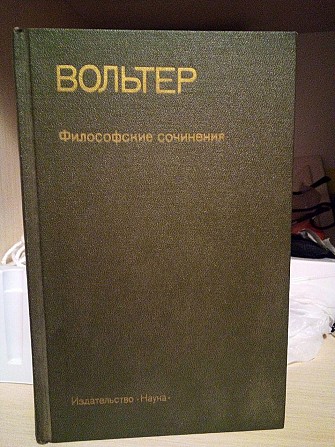 ВОЛЬТЕР
Философские сочинения
Издательство «Наука»